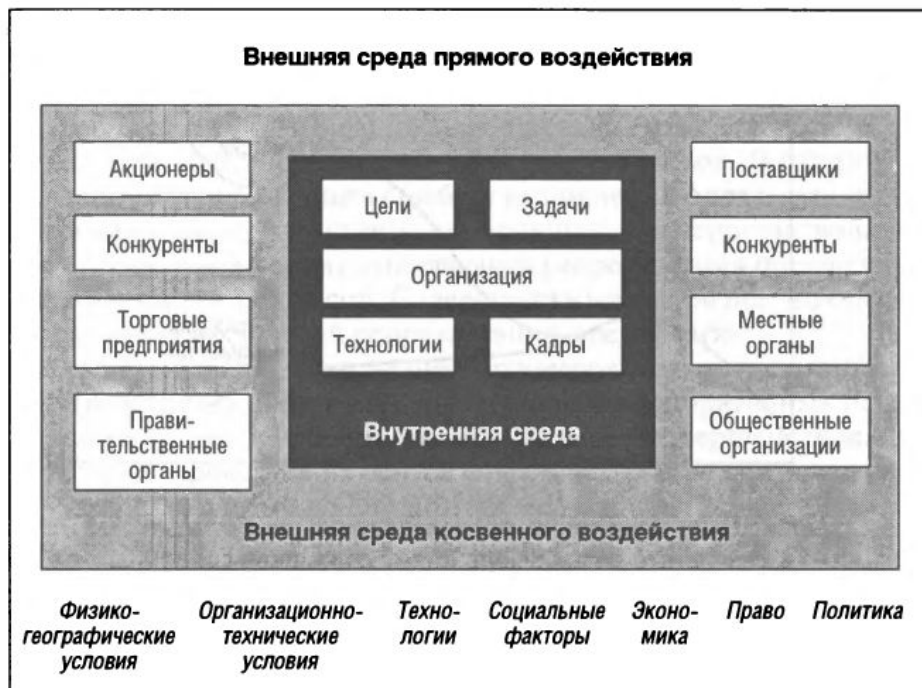 Внешняя среда прямого воздействия
Акционеры
Конкуренты
Торговые
предприятия
Прави-
тельственные
органы
Цели
Задачи
Организация
Технологии
Кадры
Внутренняя среда
Поставщики
Конкуренты
Местные
органы
Общественные
организации
Внешняя среда косвенного воздействия
Физико-
географические
условия
Организационно-
технические
условия
Техно-
логии
Социальные
факторы
Эконо-
мика
Право
Политика